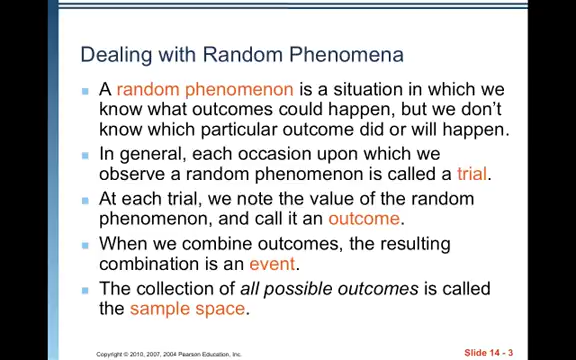 Dealing with Random Phenomena
A random phenomenon is a situation in which we
know what outcomes could happen, but we don’t
know which particular outcome did or will happen.
In general, each occasion upon which we
observe a random phenomenon is called a trial.
At each trial, we note the value of the random
phenomenon, and call it an outcome.
When we combine outcomes, the resulting
combination is an event.
The collection of all possible outcomes is called
the sample space.
Copyright © 2010, 2007, 2004 Pearson Education, Inc.
Slide 14 - 3